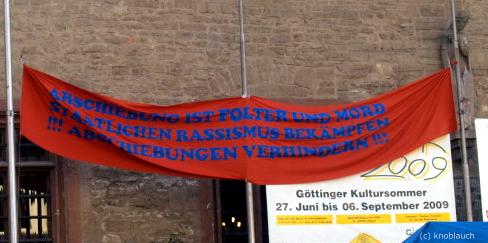 ABSCHIEBUNG IST FOLTER UND MORD
STAATLICHEN RASSISMUS BEKÄMPFEN
!!! ABSCHIEBUNGEN VERHINDERN !!!
2009
Göttinger Kultursommer
27. Juni bis 06. September 2009
(c) knoblauch